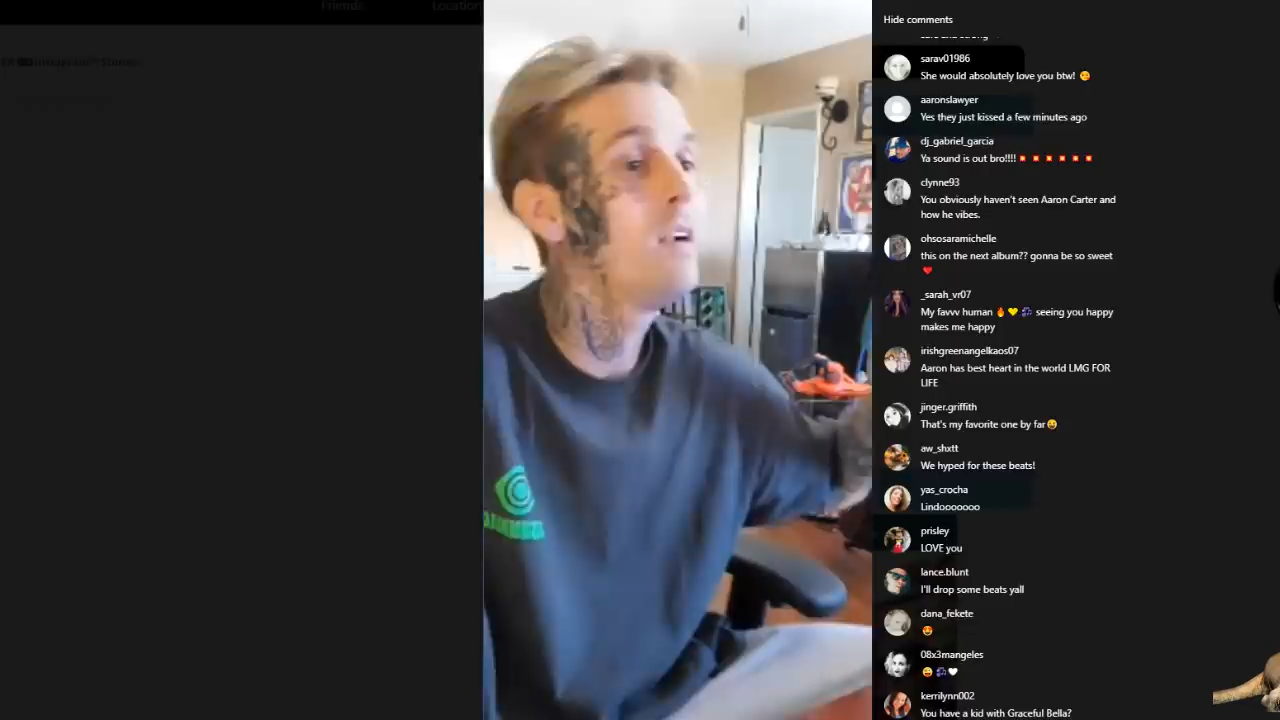 Friends
Location
Hide comments
sarav01986
She would absolutely love you btw! 😘
aaronslawyer
Yes they just kissed a few minutes ago
dj_gabriel_garcia
Ya sound is out bro!!!! 💥 💥 💥 💥 💥 💥
clynne93
You obviously haven't seen Aaron Carter and
how he vibes.
ohsosaramichelle
this on the next album?? gonna be so sweet
❤️
_sarah_vr07
My favvv human 🔥 💛 🎶 seeing you happy
makes me happy
irishgreenangelkaos07
Aaron has best heart in the world LMG FOR
LIFE
jinger.griffith
That's my favorite one by far😆
aw_shxtt
We hyped for these beats!
yas_crocha
Lindooooooo
prisley
LOVE you
lance.blunt
I'll drop some beats yall
dana_fekete
😍
08x3mangeles
😜 🎶 🤍
kerrilynn002
You have a kid with Graceful Bella?